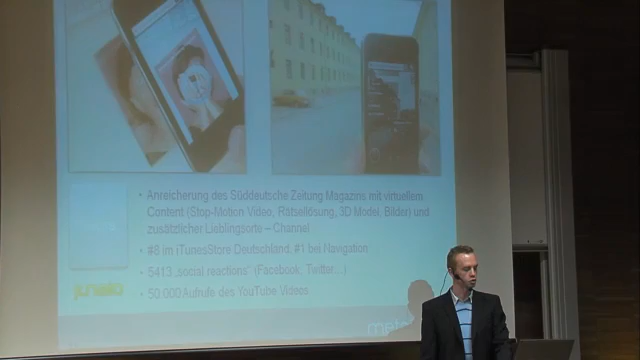 • Anreicherung des Süddeutsche Zeitung Magazins mit virtuellem
Content (Stop-Motion Video, Rätsellösung, 3D Model, Bilder) und
zusätzlicher Lieblingsorte – Channel
• #8 im iTunesStore Deutschland, #1 bei Navigation
• 5413 „social reactions“ (Facebook, Twitter…)
• 50.000 Aufrufe des YouTube Videos
junaio